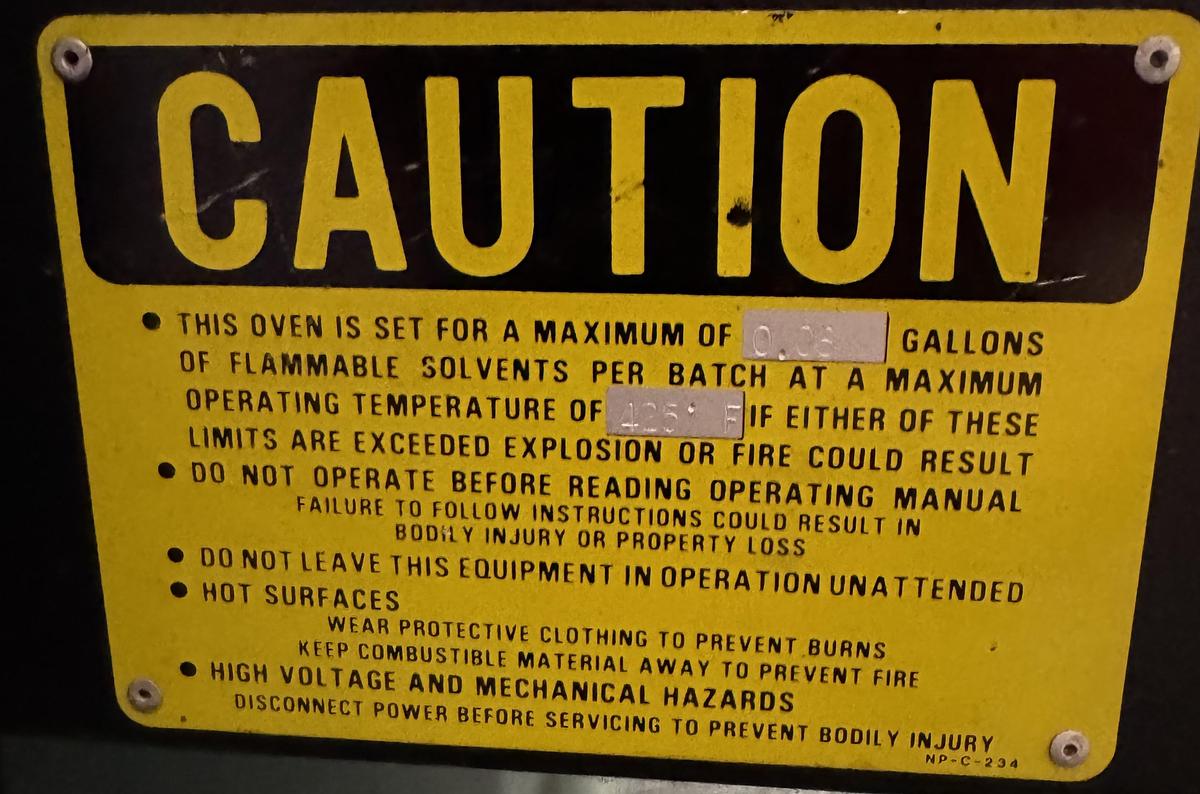 CAUTION
• THIS OVEN IS SET FOR A MAXIMUM OF GALLONS
OF FLAMMABLE SOLVENTS PER BATCH AT A MAXIMUM
OPERATING TEMPERATURE OF 425° F IF EITHER OF THESE
LIMITS ARE EXCEEDED EXPLOSION OR FIRE COULD RESULT
• DO NOT OPERATE BEFORE READING OPERATING MANUAL
FAILURE TO FOLLOW INSTRUCTIONS COULD RESULT IN
BODILY INJURY OR PROPERTY LOSS
• DO NOT LEAVE THIS EQUIPMENT IN OPERATION UNATTENDED
• HOT SURFACES
WEAR PROTECTIVE CLOTHING TO PREVENT BURNS
KEEP COMBUSTIBLE MATERIAL AWAY TO PREVENT FIRE
• HIGH VOLTAGE AND MECHANICAL HAZARDS
DISCONNECT POWER BEFORE SERVICING TO PREVENT BODILY INJURY
NP-C-234